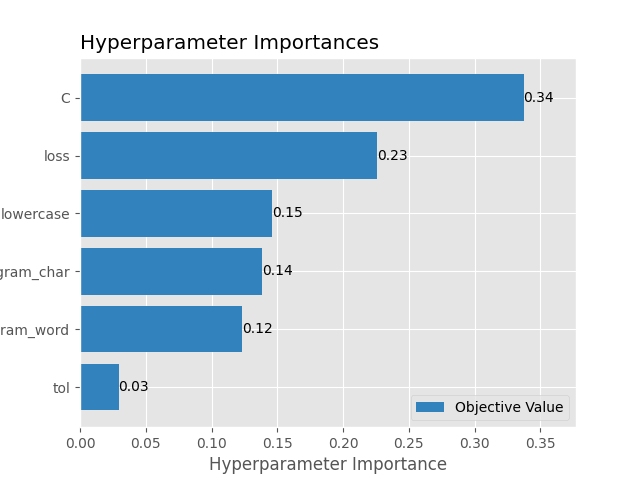 Hyperparameter Importances
C
0.34
loss
0.23
lowercase
0.15
gram_char
0.14
ram_word
0.12
tol
0.03
Objective Value
0.00 0.05 0.10 0.15 0.20 0.25 0.30 0.35
Hyperparameter Importance